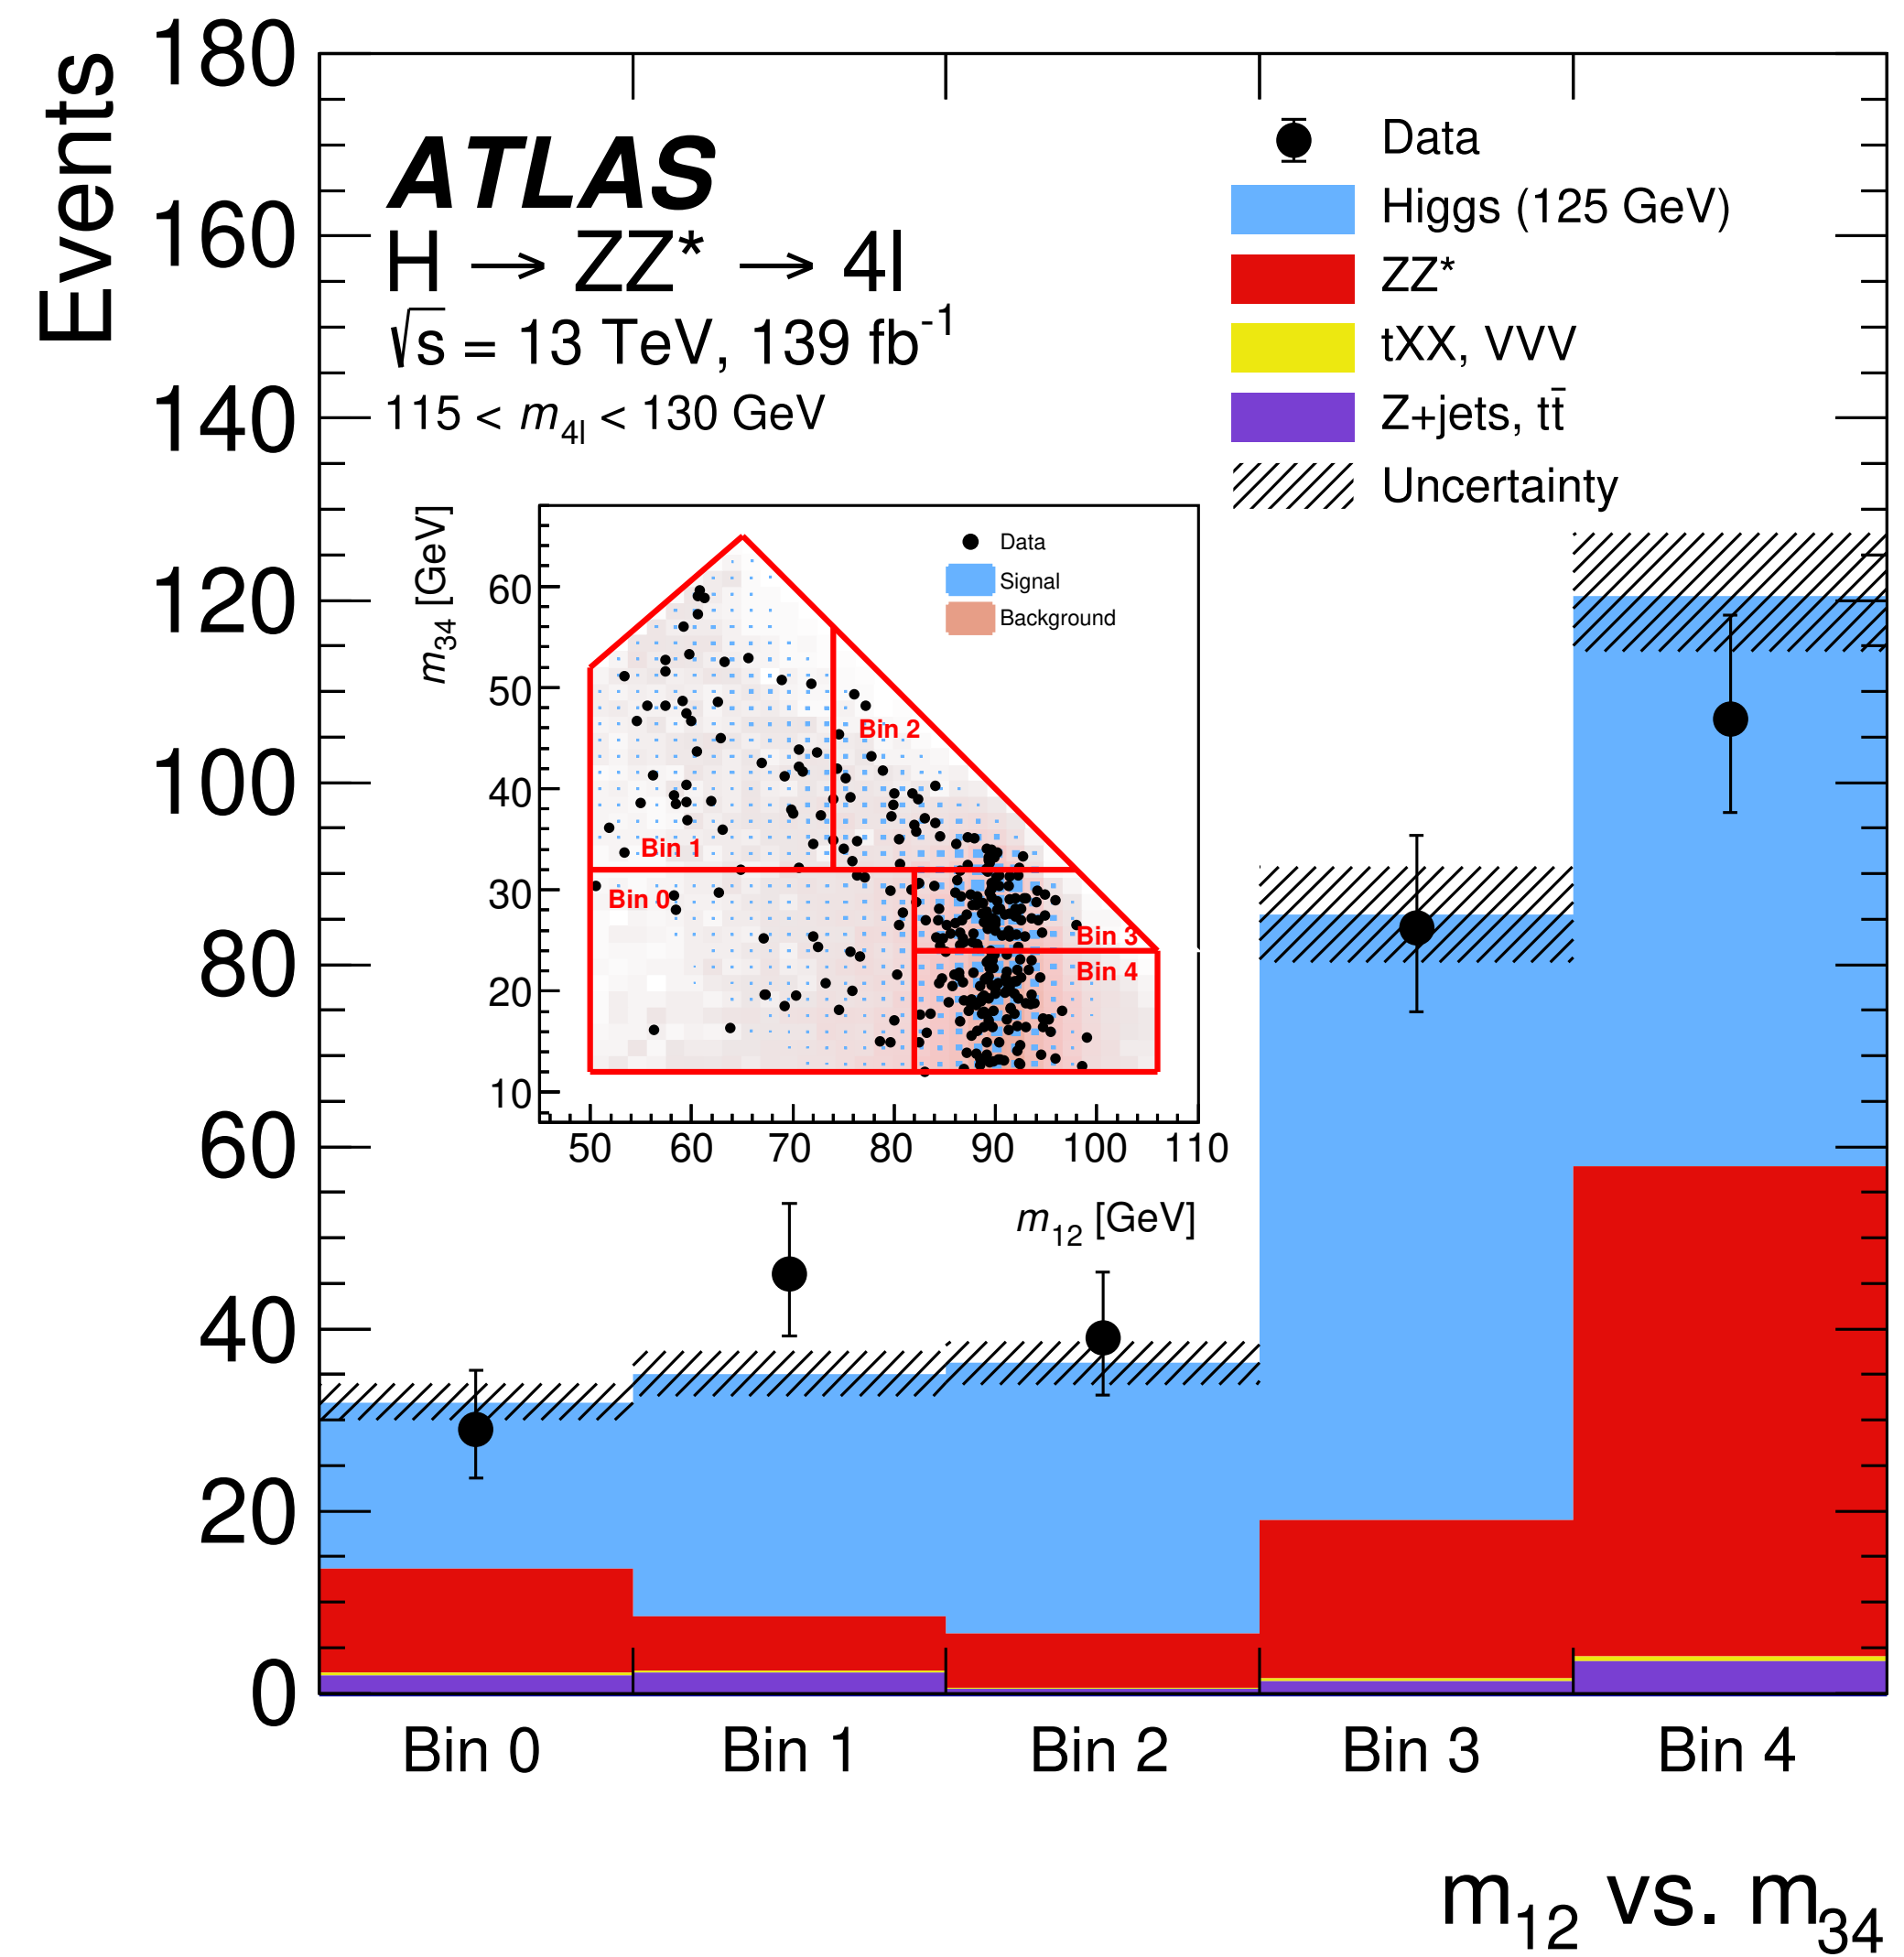 Events
180
160
140
120
100
80
60
40
20
0
ATLAS
H → ZZ* → 4l
√s = 13 TeV, 139 fb⁻¹
115 < m₄ₗ < 130 GeV
Data
Higgs (125 GeV)
ZZ*
tXX, VVV
Z+jets, tt̄
Uncertainty
m₃₄ [GeV]
60
50
40
30
20
10
Data
Signal
Background
Bin 2
Bin 1
Bin 0
Bin 3
Bin 4
50 60 70 80 90 100 110
m₁₂ [GeV]
Bin 0 Bin 1 Bin 2 Bin 3 Bin 4
m₁₂ vs. m₃₄